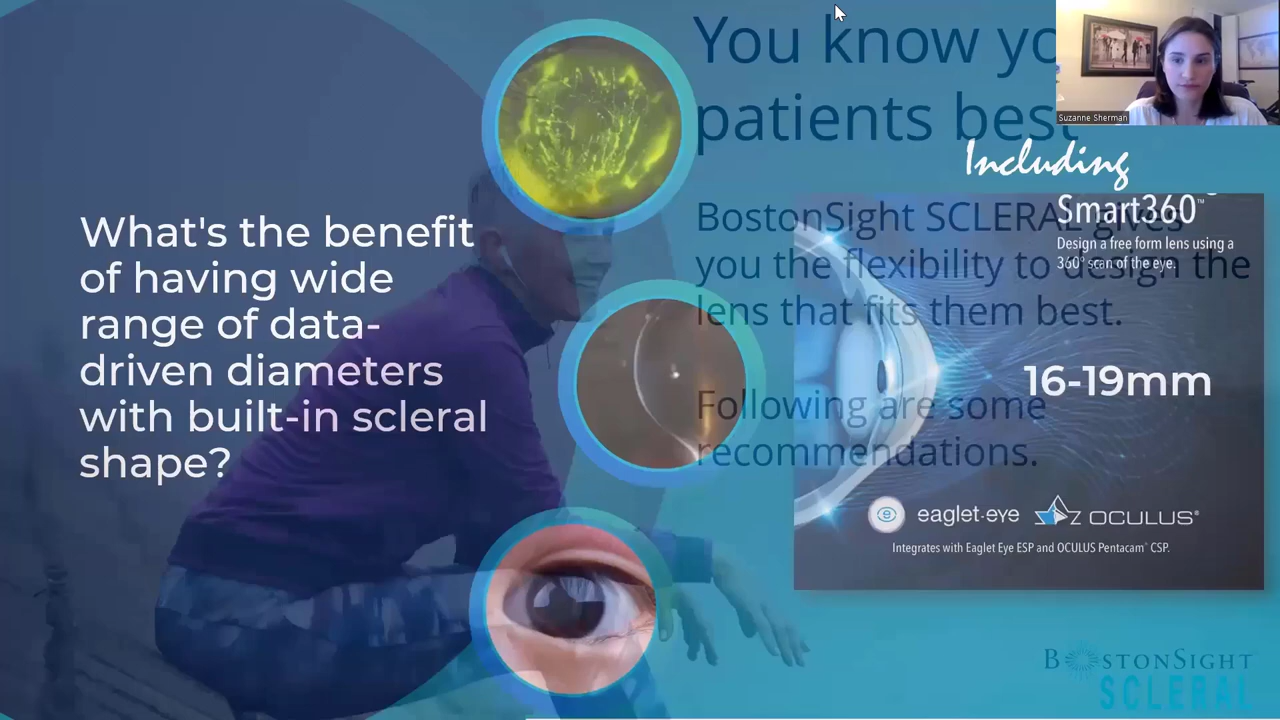 What's the benefit
of having wide
range of data-
driven diameters
with built-in scleral
shape?
You know yo
patients best
BostonSight SCLERAL gives
you the flexibility to design the
lens that fits them best.
Following are some
recommendations.
Suzanne Sherman
Including
Smart360™
Design a free form lens using a
360° scan of the eye.
16-19mm
eaglet-eye
OCULUS®
Integrates with Eaglet Eye ESP and OCULUS Pentacam® CSP.
BOSTONSIGHT
SCLERAL